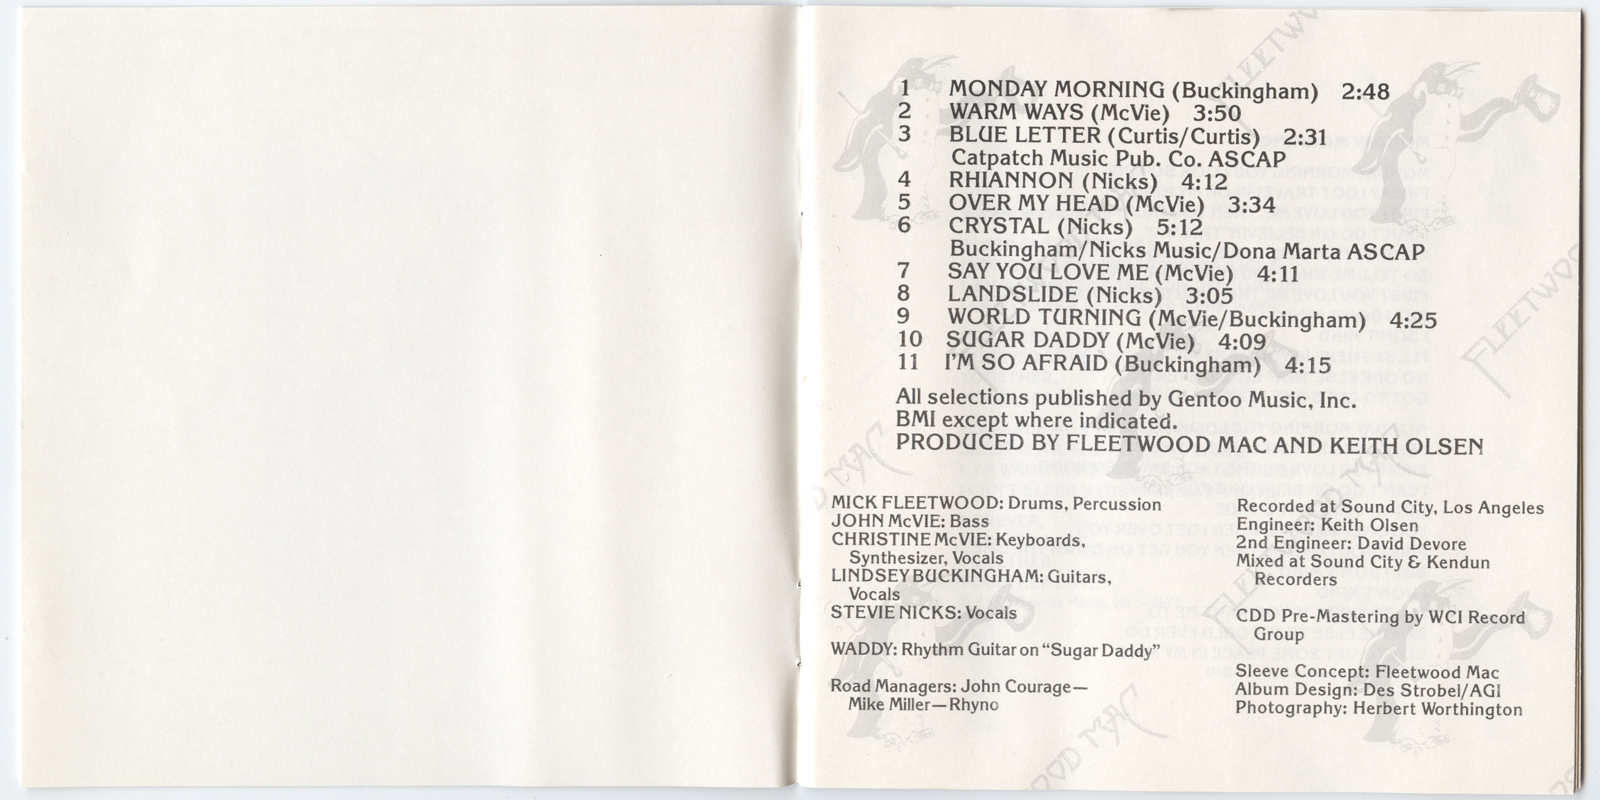 1 MONDAY MORNING (Buckingham) 2:48
2 WARM WAYS (McVie) 3:50
3 BLUE LETTER (Curtis/Curtis) 2:31
Catpatch Music Pub. Co. ASCAP
4 RHIANNON (Nicks) 4:12
5 OVER MY HEAD (McVie) 3:34
6 CRYSTAL (Nicks) 5:12
Buckingham/Nicks Music/Dona Marta ASCAP
7 SAY YOU LOVE ME (McVie) 4:11
8 LANDSLIDE (Nicks) 3:05
9 WORLD TURNING (McVie/Buckingham) 4:25
10 SUGAR DADDY (McVie) 4:09
11 I'M SO AFRAID (Buckingham) 4:15
All selections published by Gentoo Music, Inc.
BMI except where indicated.
PRODUCED BY FLEETWOOD MAC AND KEITH OLSEN
MICK FLEETWOOD: Drums, Percussion
JOHN McVIE: Bass
CHRISTINE McVIE: Keyboards,
Synthesizer, Vocals
LINDSEY BUCKINGHAM: Guitars,
Vocals
STEVIE NICKS: Vocals
WADDY: Rhythm Guitar on “Sugar Daddy”
Road Managers: John Courage—
Mike Miller—Rhyno
Recorded at Sound City, Los Angeles
Engineer: Keith Olsen
2nd Engineer: David Devore
Mixed at Sound City & Kendun
Recorders
CDD Pre-Mastering by WCI Record
Group
Sleeve Concept: Fleetwood Mac
Album Design: Des Strobel/AGI
Photography: Herbert Worthington